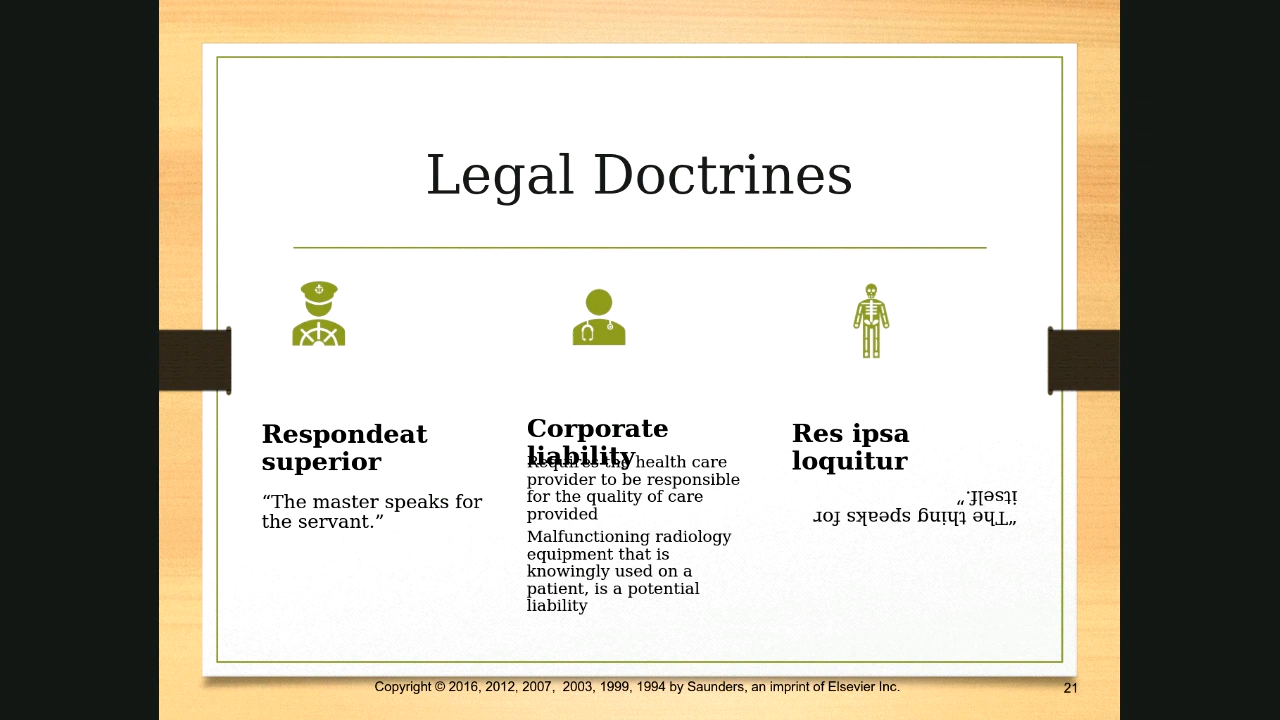 Legal Doctrines
Respondeat
superior
“The master speaks for
the servant.”
Corporate
liability
Requires the health care
provider to be responsible
for the quality of care
provided
Malfunctioning radiology
equipment that is
knowingly used on a
patient, is a potential
liability
Res ipsa
loquitur
“The thing speaks for
itself.”
Copyright © 2016, 2012, 2007, 2003, 1999, 1994 by Saunders, an imprint of Elsevier Inc.
21